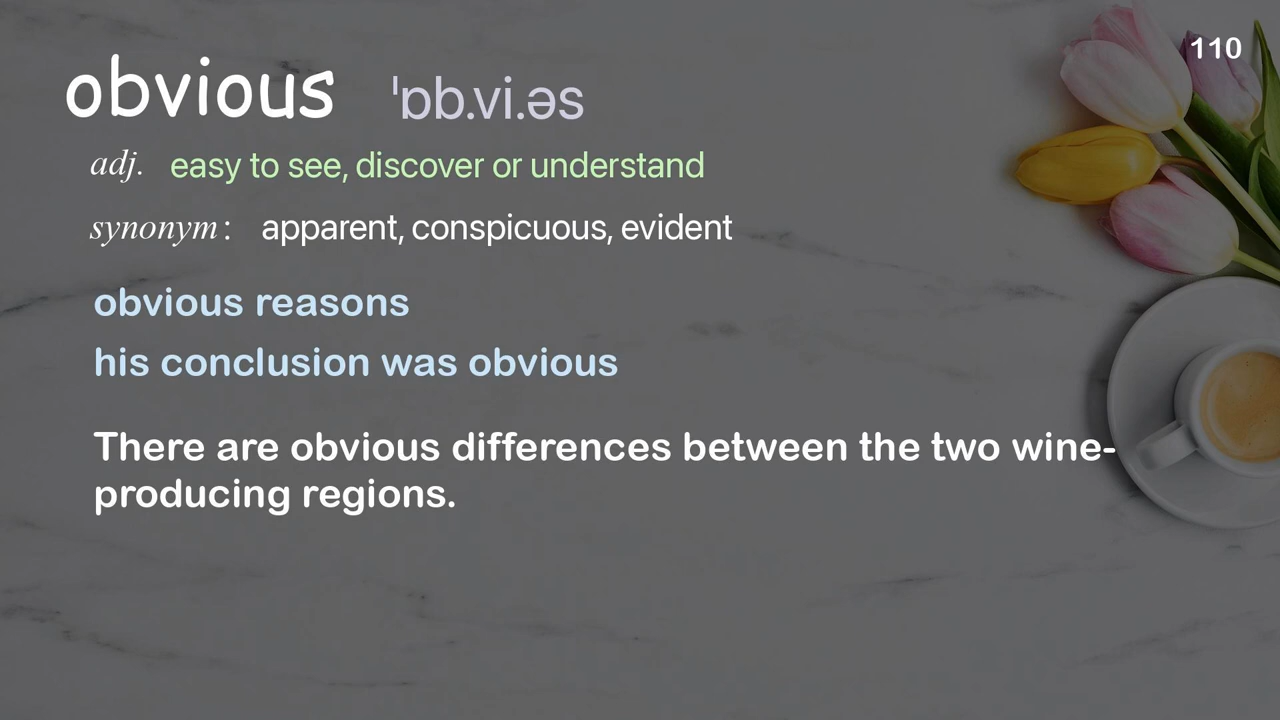 110
obvious ˈɒb.vi.əs
adj. easy to see, discover or understand
synonym: apparent, conspicuous, evident
obvious reasons
his conclusion was obvious
There are obvious differences between the two wine-
producing regions.